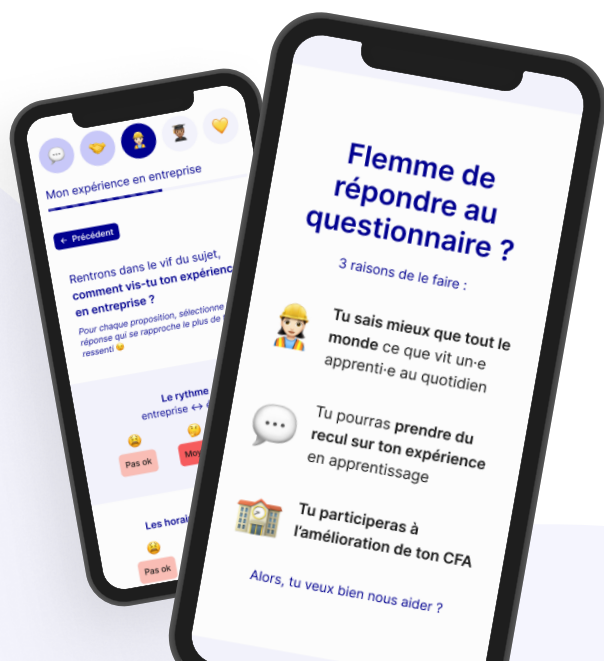 Mon expérience en entreprise
← Précédent
Rentrons dans le vif du sujet,
comment vis-tu ton
en entreprise ?
Pour chaque proposition, sélectionne
réponse qui se rapproche le plus de
ressenti
Le rythme
entreprise ↔
Pas ok
Les
Pas ok
Flemme de
répondre au
questionnaire ?
3 raisons de le faire :
Tu sais mieux que tout le
monde ce que vit un·e
apprenti·e au quotidien
Tu pourras prendre du
recul sur ton expérience
en apprentissage
Tu participeras à
l'amélioration de ton CFA
Alors, tu veux bien nous aider ?